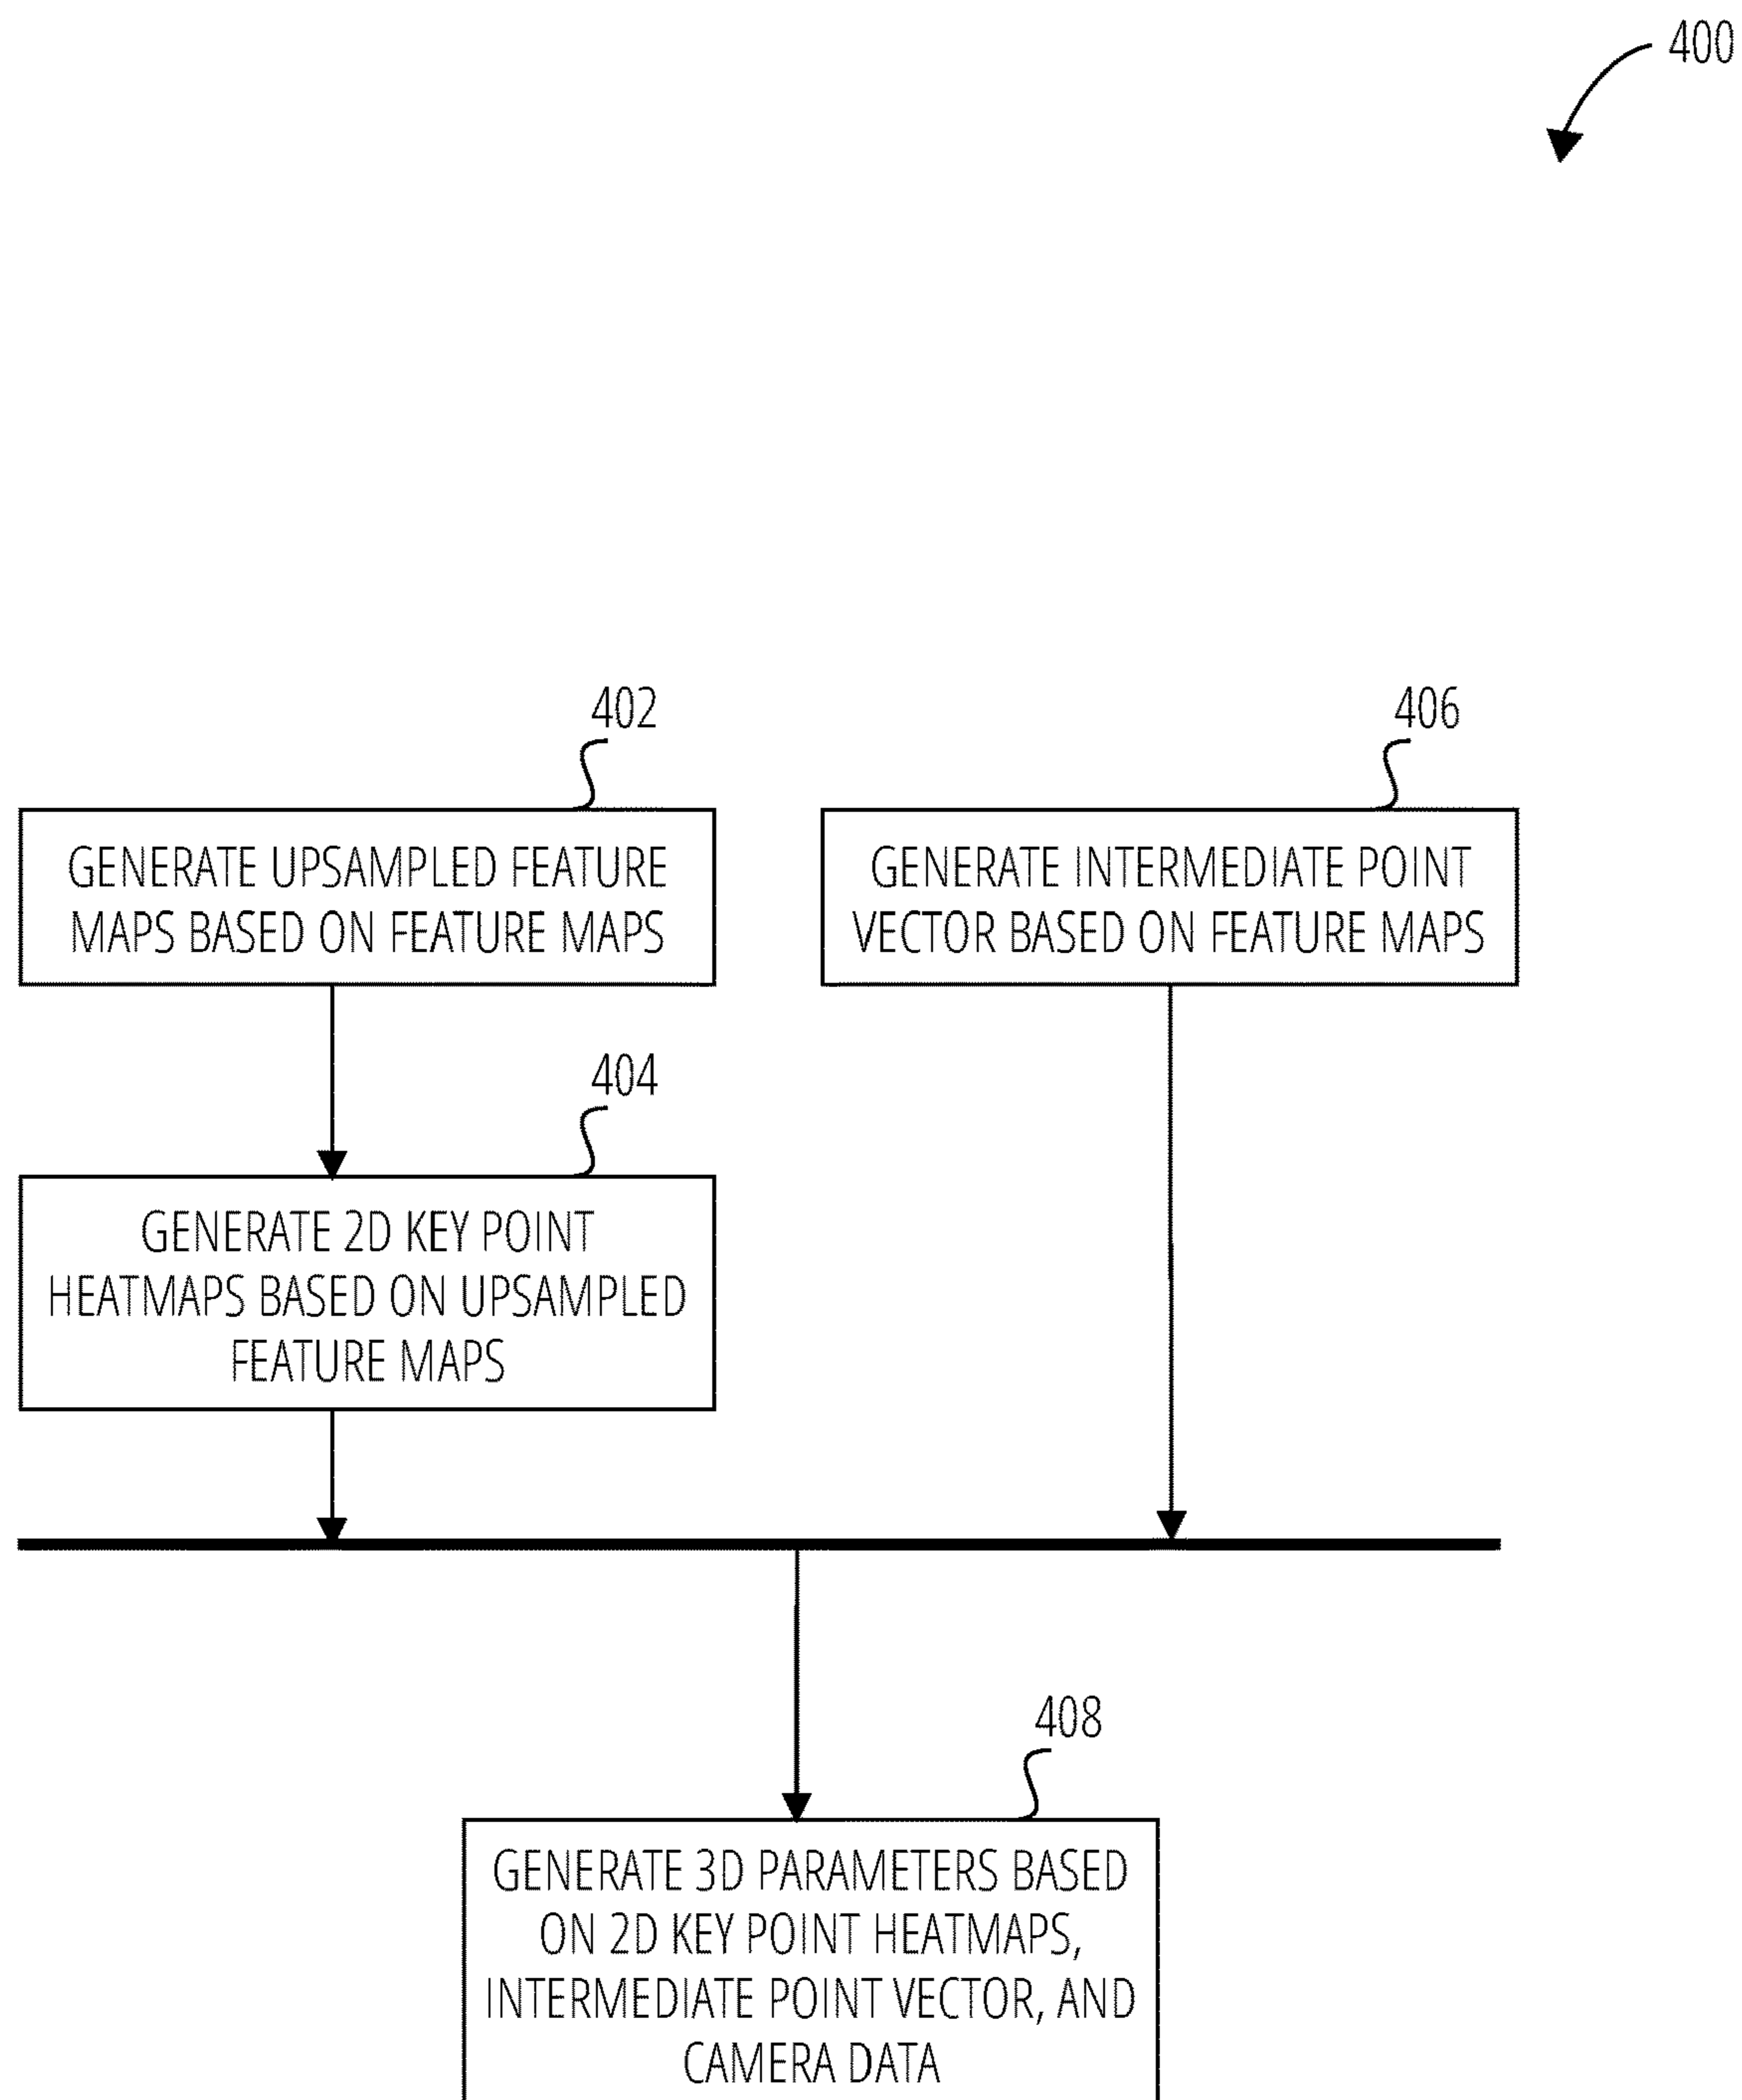 400
402
GENERATE UPSAMPLED FEATURE
MAPS BASED ON FEATURE MAPS
406
GENERATE INTERMEDIATE POINT
VECTOR BASED ON FEATURE MAPS
404
GENERATE 2D KEY POINT
HEATMAPS BASED ON UPSAMPLED
FEATURE MAPS
408
GENERATE 3D PARAMETERS BASED
ON 2D KEY POINT HEATMAPS,
INTERMEDIATE POINT VECTOR, AND
CAMERA DATA